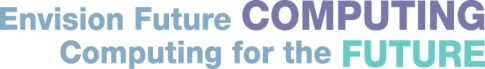 Envision Future COMPUTING
Computing for the FUTURE